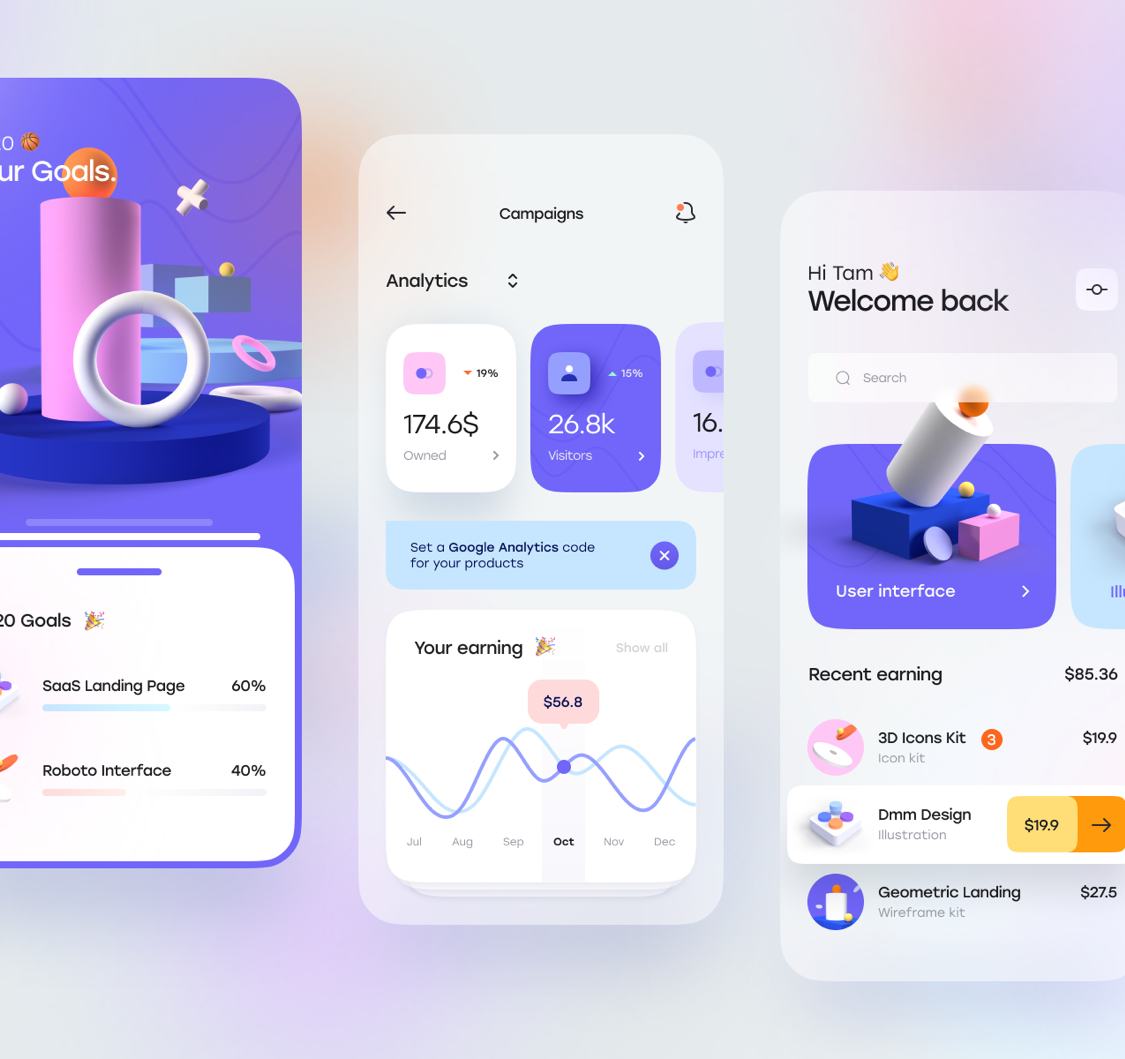 0
ur Goals.
20 Goals
SaaS Landing Page 60%
Roboto Interface 40%
Campaigns
Analytics
19%
174.6$
Owned
15%
26.8k
Visitors
16.
Impre
Set a Google Analytics code
for your products
Your earning Show all
$56.8
Jul Aug Sep Oct Nov Dec
Hi Tam
Welcome back
Search
User interface
Illu
Recent earning $85.36
3D Icons Kit 3 $19.9
Icon kit
Dmm Design $19.9
Illustration
Geometric Landing $27.5
Wireframe kit